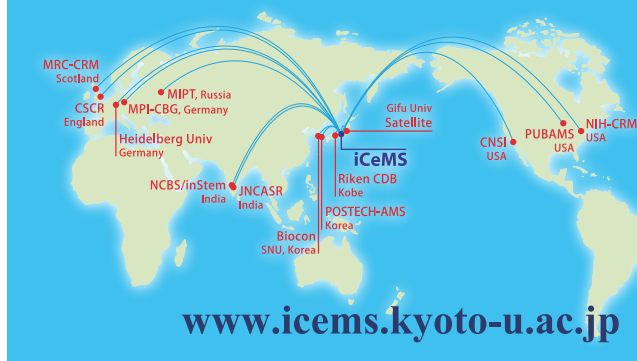 MRC-CRM
Scotland
CSCR
England
MIPT, Russia
MPI-CBG, Germany
Heidelberg Univ
Germany
NCBS/inStem
India
JNCASR
India
Gifu Univ
Satellite
iCeMS
Riken CDB
Kobe
POSTECH-AMS
Korea
Biocon
SNU, Korea
CNSI
USA
PUBAMS
USA
NIH-CRM
USA
www.icems.kyoto-u.ac.jp